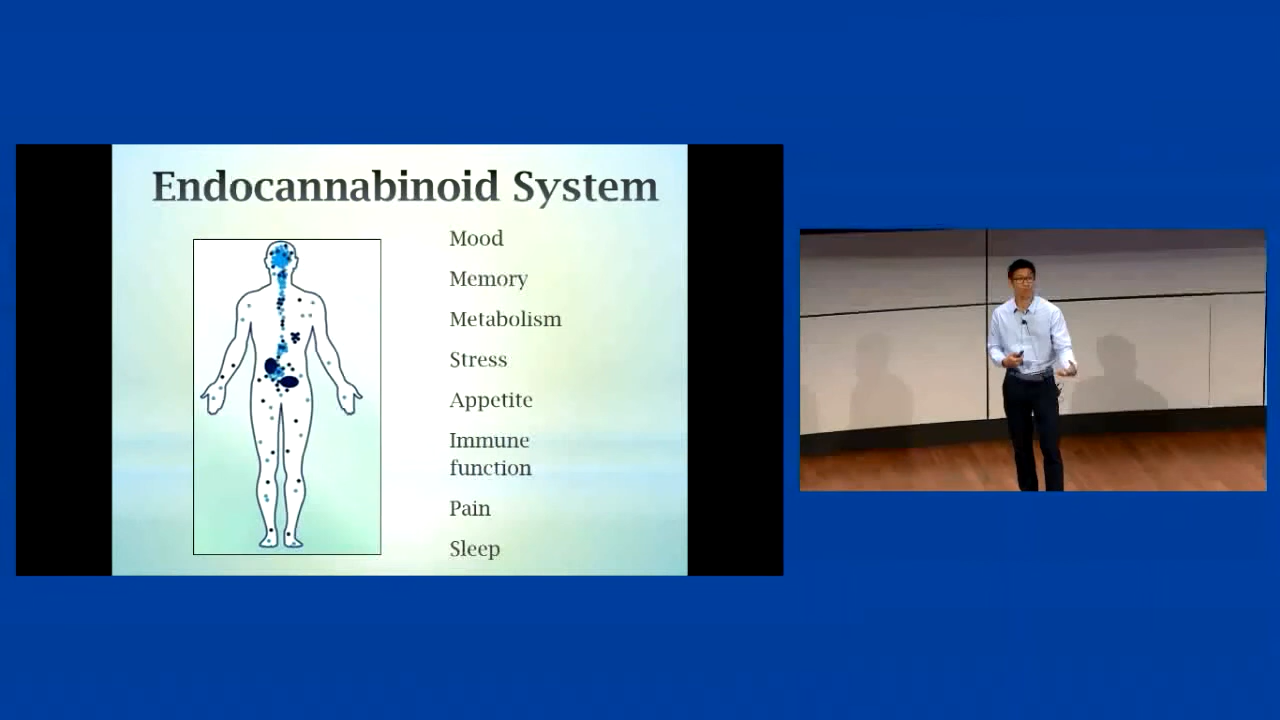 Endocannabinoid System
Mood
Memory
Metabolism
Stress
Appetite
Immune
function
Pain
Sleep